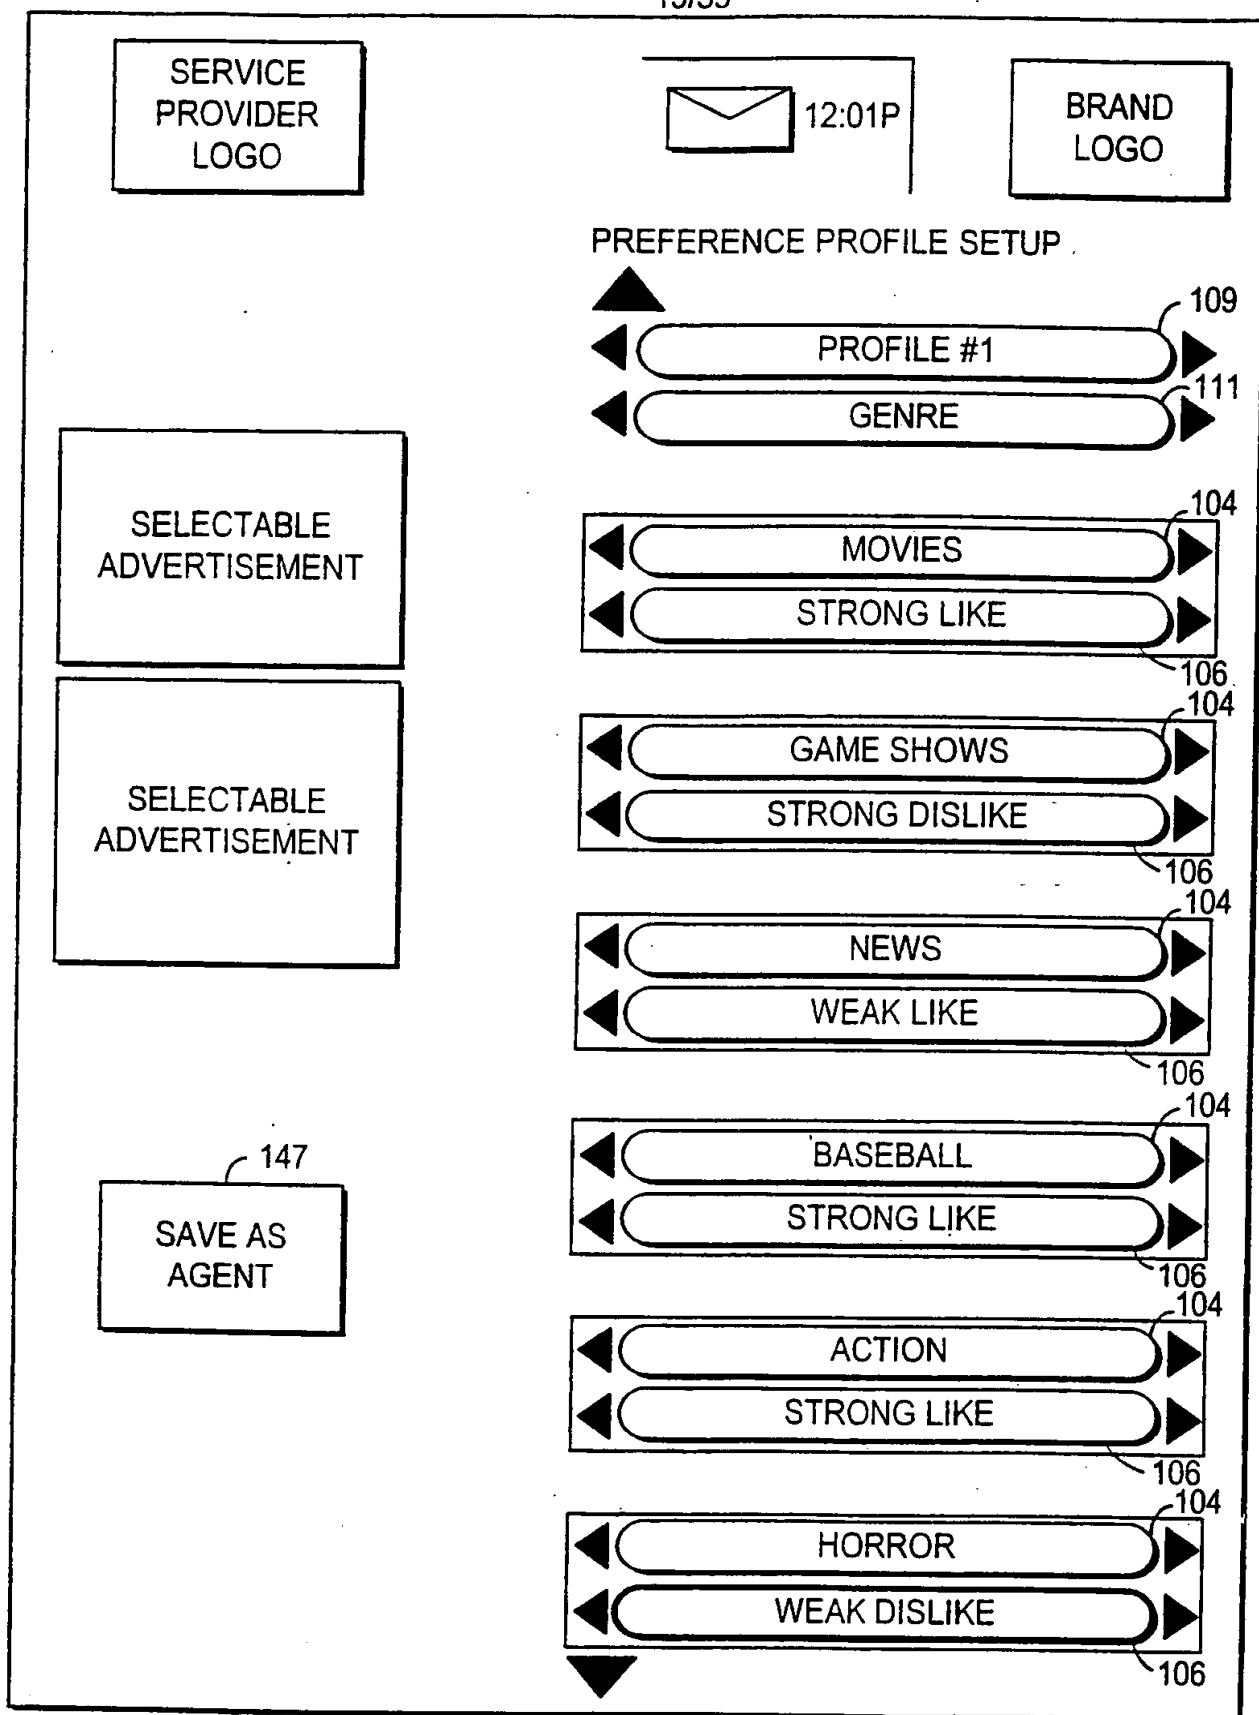 SERVICE
PROVIDER
LOGO
12:01P
BRAND
LOGO
PREFERENCE PROFILE SETUP
109
PROFILE #1
111
GENRE
SELECTABLE
ADVERTISEMENT
104
MOVIES
STRONG LIKE
106
SELECTABLE
ADVERTISEMENT
104
GAME SHOWS
STRONG DISLIKE
106
104
NEWS
WEAK LIKE
106
104
BASEBALL
STRONG LIKE
106
147
SAVE AS
AGENT
104
ACTION
STRONG LIKE
106
104
HORROR
WEAK DISLIKE
106